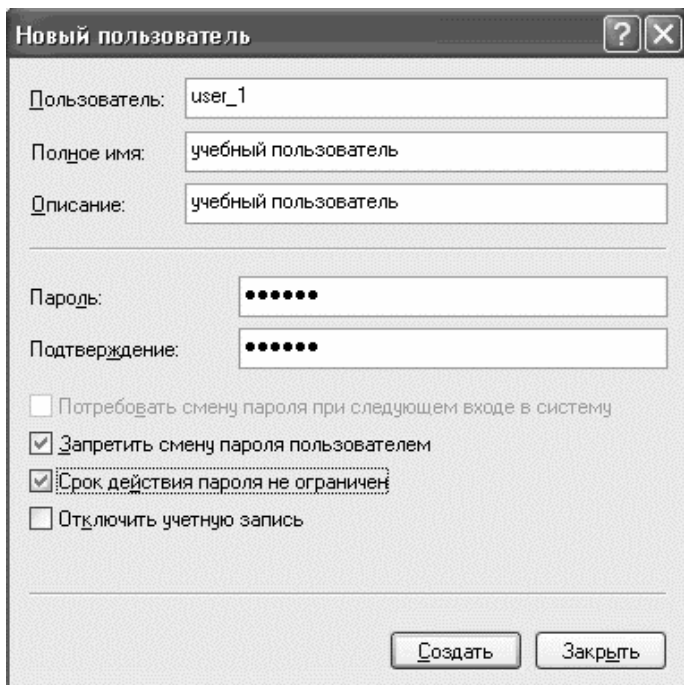 Новый пользователь
Пользователь: user_1
Полное имя: учебный пользователь
Описание: учебный пользователь
Пароль: ••••••
Подтверждение: ••••••
Потребовать смену пароля при следующем входе в систему
Запретить смену пароля пользователем
Срок действия пароля не ограничен
Отключить учетную запись
Создать Закрыть